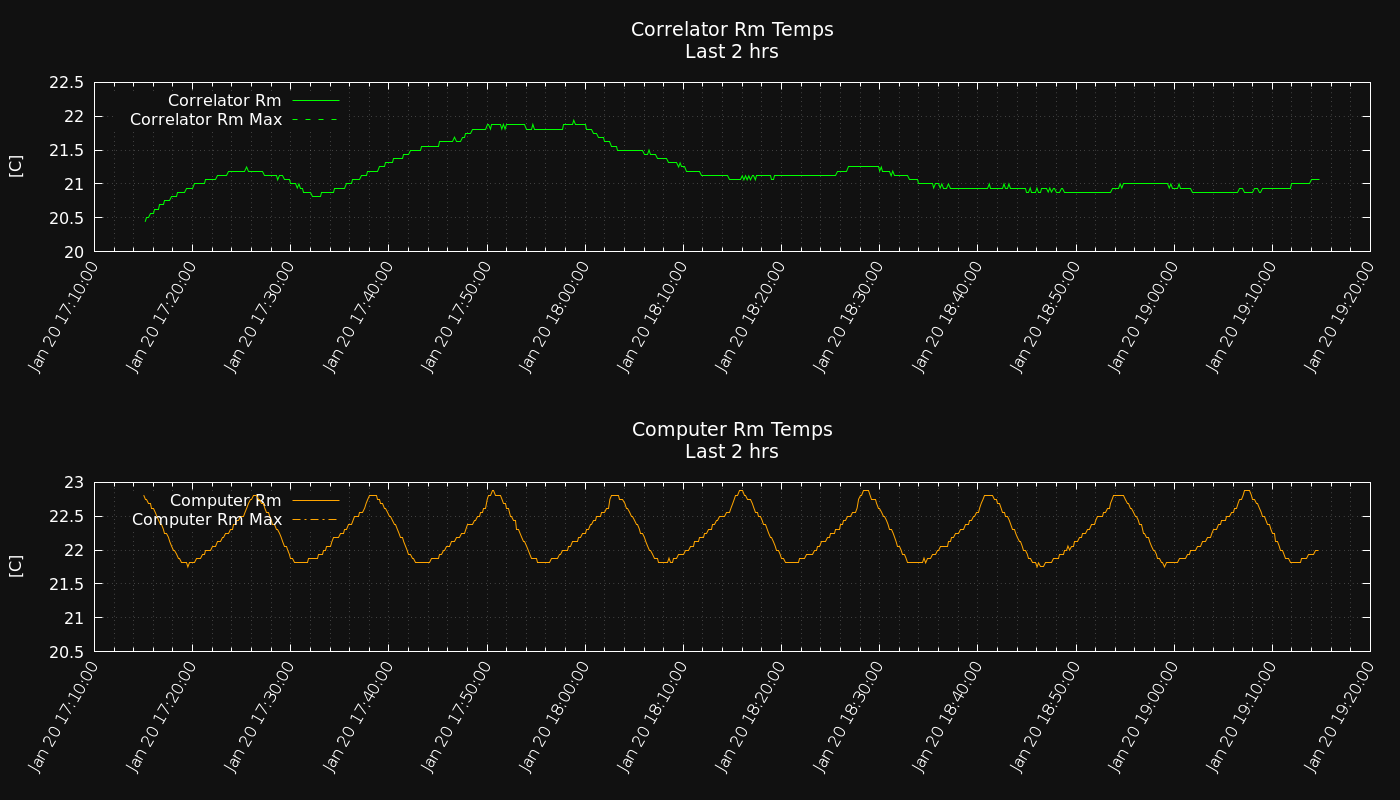 Correlator Rm Temps
Last 2 hrs
22.5
22
21.5
21
20.5
20
[C]
Correlator Rm
Correlator Rm Max
Jan 20 17:10:00
Jan 20 17:20:00
Jan 20 17:30:00
Jan 20 17:40:00
Jan 20 17:50:00
Jan 20 18:00:00
Jan 20 18:10:00
Jan 20 18:20:00
Jan 20 18:30:00
Jan 20 18:40:00
Jan 20 18:50:00
Jan 20 19:00:00
Jan 20 19:10:00
Jan 20 19:20:00
Computer Rm Temps
Last 2 hrs
23
22.5
22
21.5
21
20.5
[C]
Computer Rm
Computer Rm Max
Jan 20 17:10:00
Jan 20 17:20:00
Jan 20 17:30:00
Jan 20 17:40:00
Jan 20 17:50:00
Jan 20 18:00:00
Jan 20 18:10:00
Jan 20 18:20:00
Jan 20 18:30:00
Jan 20 18:40:00
Jan 20 18:50:00
Jan 20 19:00:00
Jan 20 19:10:00
Jan 20 19:20:00